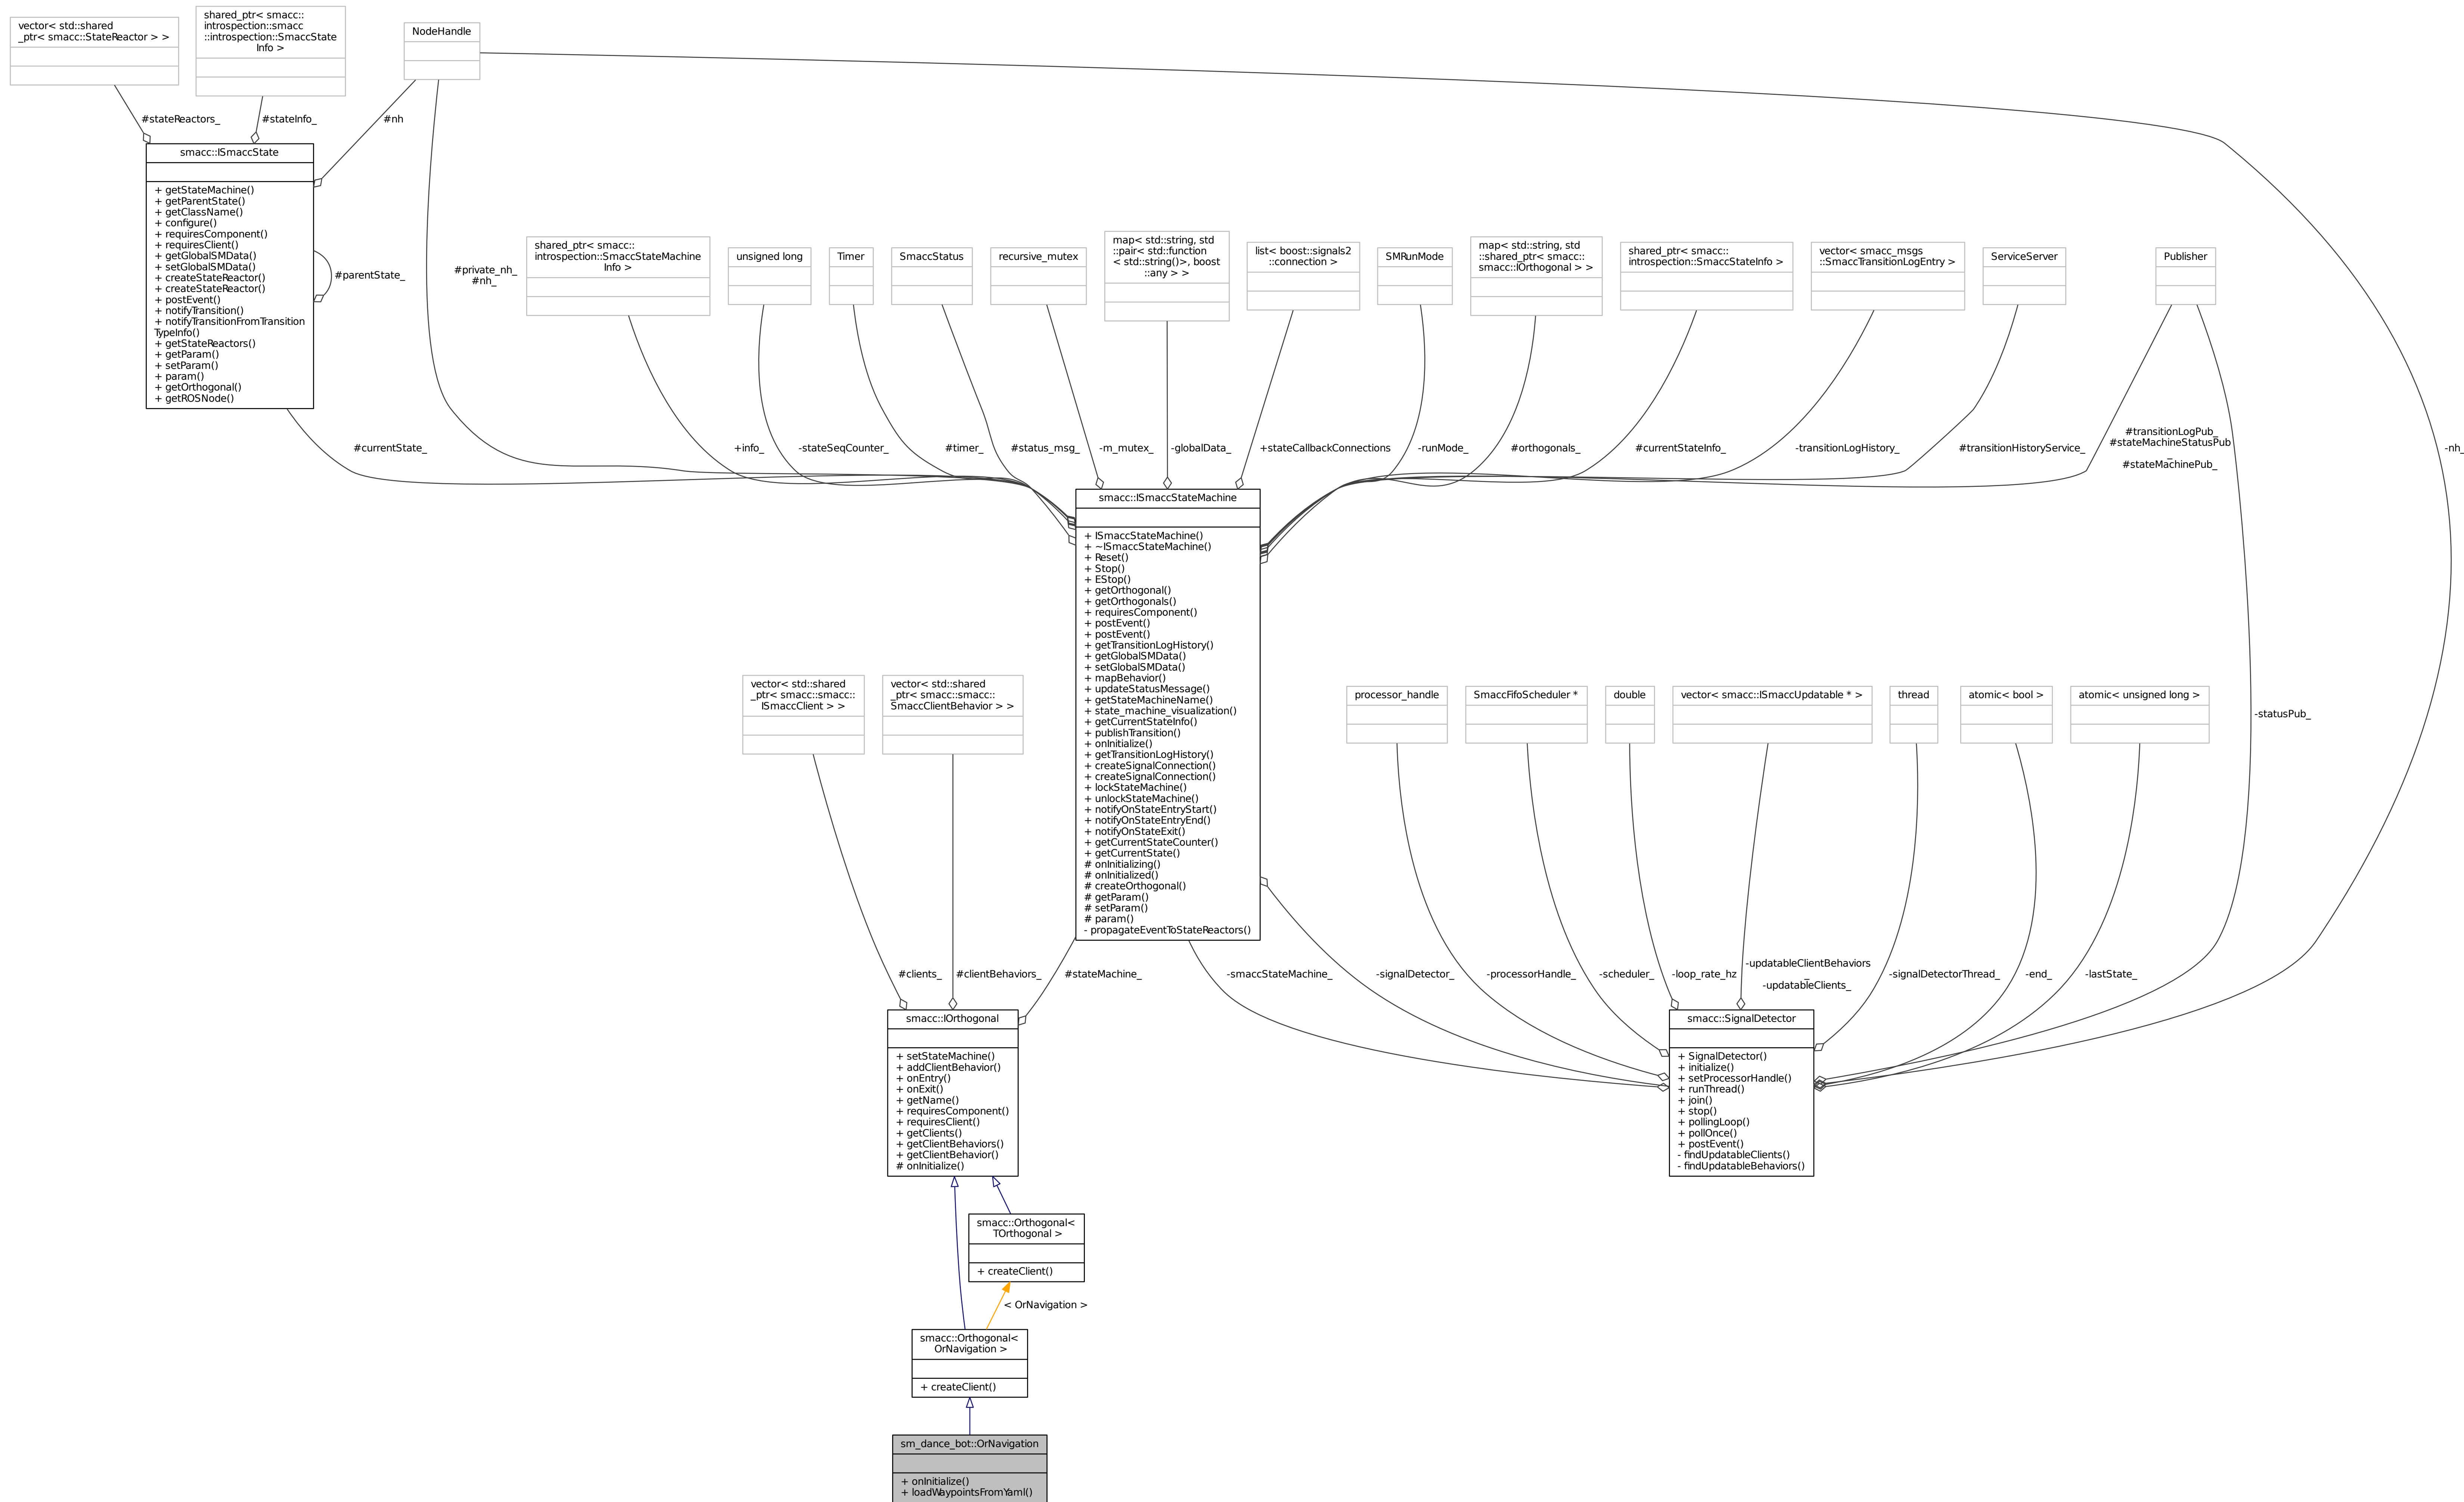 vector< std::shared
_ptr< smacc::StateReactor > >
shared_ptr< smacc::
introspection::smacc
::introspection::SmaccState
Info >
NodeHandle
#stateReactors_
#stateInfo_
#nh
smacc::ISmaccState
+ getStateMachine()
+ getParentState()
+ getClassName()
+ configure()
+ requiresComponent()
+ requiresClient()
+ getGlobalSMData()
+ setGlobalSMData()
+ createStateReactor()
+ createStateReactor()
+ postEvent()
+ notifyTransition()
+ notifyTransitionFromTransition
TypeInfo()
+ getStateReactors()
+ getParam()
+ setParam()
+ param()
+ getOrthogonal()
+ getROSNode()
#parentState_
#private_nh_
#nh_
shared_ptr< smacc::
introspection::SmaccStateMachine
Info >
unsigned long
Timer
SmaccStatus
recursive_mutex
map< std::string, std
::pair< std::function
< std::string()>, boost
::any > >
list< boost::signals2
::connection >
SMRunMode
map< std::string, std
::shared_ptr< smacc::
smacc::IOrthogonal > >
shared_ptr< smacc::
introspection::SmaccStateInfo >
vector< smacc_msgs
::SmaccTransitionLogEntry >
ServiceServer
Publisher
#currentState_
+info_
-stateSeqCounter_
#timer_
#status_msg_
-m_mutex_
-globalData_
+stateCallbackConnections
-runMode_
#orthogonals_
#currentStateInfo_
-transitionLogHistory_
#transitionHistoryService_
#transitionLogPub_
#stateMachineStatusPub
_
#stateMachinePub_
-nh_
smacc::ISmaccStateMachine
+ ISmaccStateMachine()
+ ~ISmaccStateMachine()
+ Reset()
+ Stop()
+ EStop()
+ getOrthogonal()
+ getOrthogonals()
+ requiresComponent()
+ postEvent()
+ postEvent()
+ getTransitionLogHistory()
+ getGlobalSMData()
+ setGlobalSMData()
+ mapBehavior()
+ updateStatusMessage()
+ getStateMachineName()
+ state_machine_visualization()
+ getCurrentStateInfo()
+ publishTransition()
+ onInitialize()
+ getTransitionLogHistory()
+ createSignalConnection()
+ createSignalConnection()
+ lockStateMachine()
+ unlockStateMachine()
+ notifyOnStateEntryStart()
+ notifyOnStateEntryEnd()
+ notifyOnStateExit()
+ getCurrentStateCounter()
+ getCurrentState()
# onInitializing()
# onInitialized()
# createOrthogonal()
# getParam()
# setParam()
# param()
- propagateEventToStateReactors()
vector< std::shared
_ptr< smacc::smacc::
ISmaccClient > >
vector< std::shared
_ptr< smacc::smacc::
SmaccClientBehavior > >
processor_handle
SmaccFifoScheduler *
double
vector< smacc::ISmaccUpdatable * >
thread
atomic< bool >
atomic< unsigned long >
-statusPub_
#clients_
#clientBehaviors_
#stateMachine_
-smaccStateMachine_
-signalDetector_
-processorHandle_
-scheduler_
-loop_rate_hz
-updatableClientBehaviors
_
-updatableClients_
-signalDetectorThread_
-end_
-lastState_
smacc::IOrthogonal
+ setStateMachine()
+ addClientBehavior()
+ onEntry()
+ onExit()
+ getName()
+ requiresComponent()
+ requiresClient()
+ getClients()
+ getClientBehaviors()
+ getClientBehavior()
# onInitialize()
smacc::SignalDetector
+ SignalDetector()
+ initialize()
+ setProcessorHandle()
+ runThread()
+ join()
+ stop()
+ pollingLoop()
+ pollOnce()
+ postEvent()
- findUpdatableClients()
- findUpdatableBehaviors()
smacc::Orthogonal<
TOrthogonal >
+ createClient()
< OrNavigation >
smacc::Orthogonal<
OrNavigation >
+ createClient()
sm_dance_bot::OrNavigation
+ onInitialize()
+ loadWaypointsFromYaml()